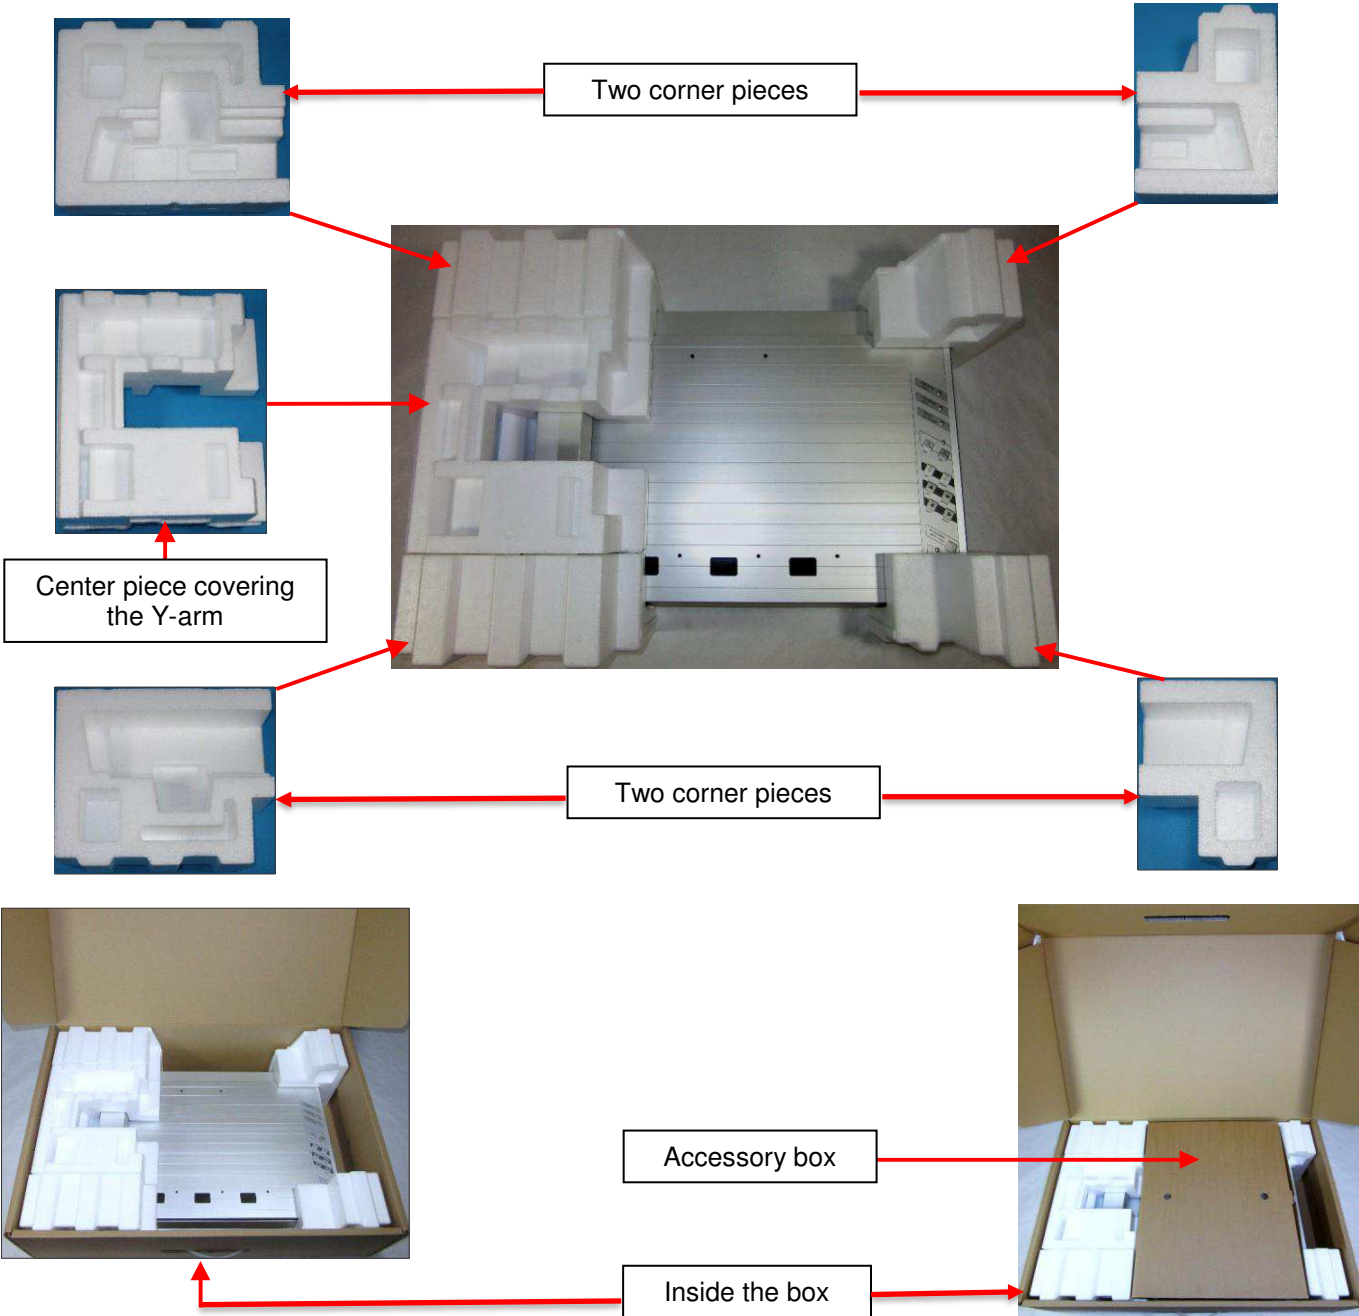 Two corner pieces
Center piece covering
the Y-arm
Two corner pieces
Accessory box
Inside the box